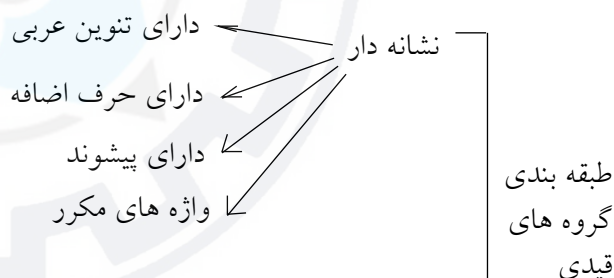 دارای تنوین عربی
نشانه دار
دارای حرف اضافه
دارای پیشوند
واژه های مکرر
طبقه بندی
گروه های
قیدی